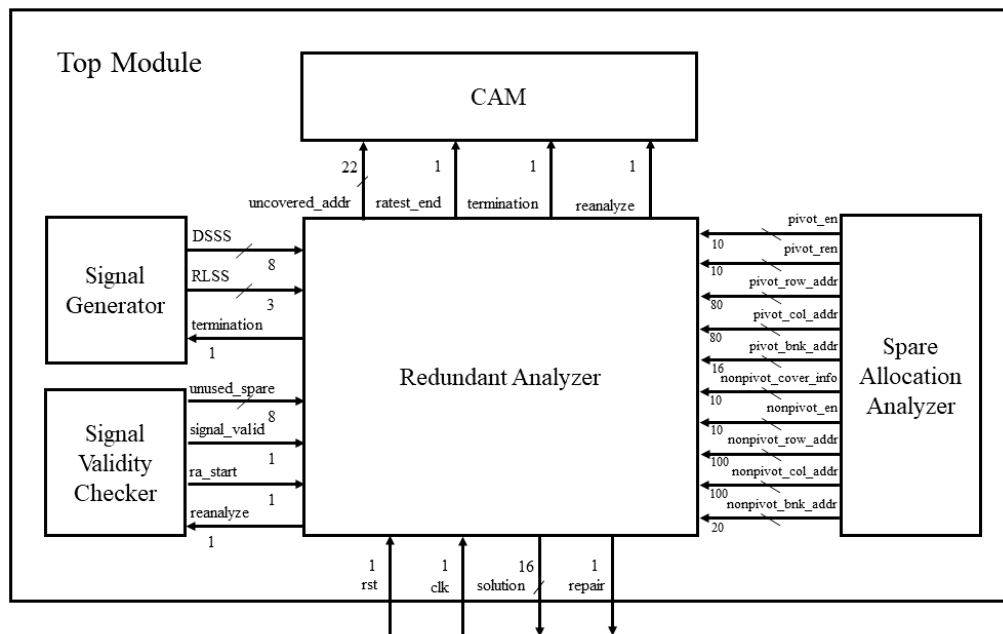 Top Module
CAM
22
1
1
1
uncovered_addr
ratest_end
termination
reanalyze
Signal
Generator
DSSS
8
RLSS
3
termination
1
Signal
Validity
Checker
unused_spare
8
signal_valid
1
ra_start
1
reanalyze
1
Redundant Analyzer
pivot_en
10
pivot_ren
10
pivot_row_addr
80
pivot_col_addr
80
pivot_bnk_addr
16
nonpivot_cover_info
10
nonpivot_en
10
nonpivot_row_addr
100
nonpivot_col_addr
100
nonpivot_bnk_addr
20
Spare
Allocation
Analyzer
1
rst
1
clk
16
solution
1
repair